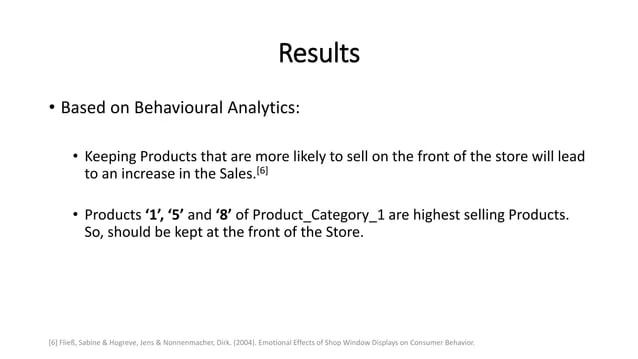 Results
• Based on Behavioural Analytics:
• Keeping Products that are more likely to sell on the front of the store will lead
to an increase in the Sales.[6]
• Products ‘1’, ‘5’ and ‘8’ of Product_Category_1 are highest selling Products.
So, should be kept at the front of the Store.
[6] Fließ, Sabine & Hogreve, Jens & Nonnenmacher, Dirk. (2004). Emotional Effects of Shop Window Displays on Consumer Behavior.